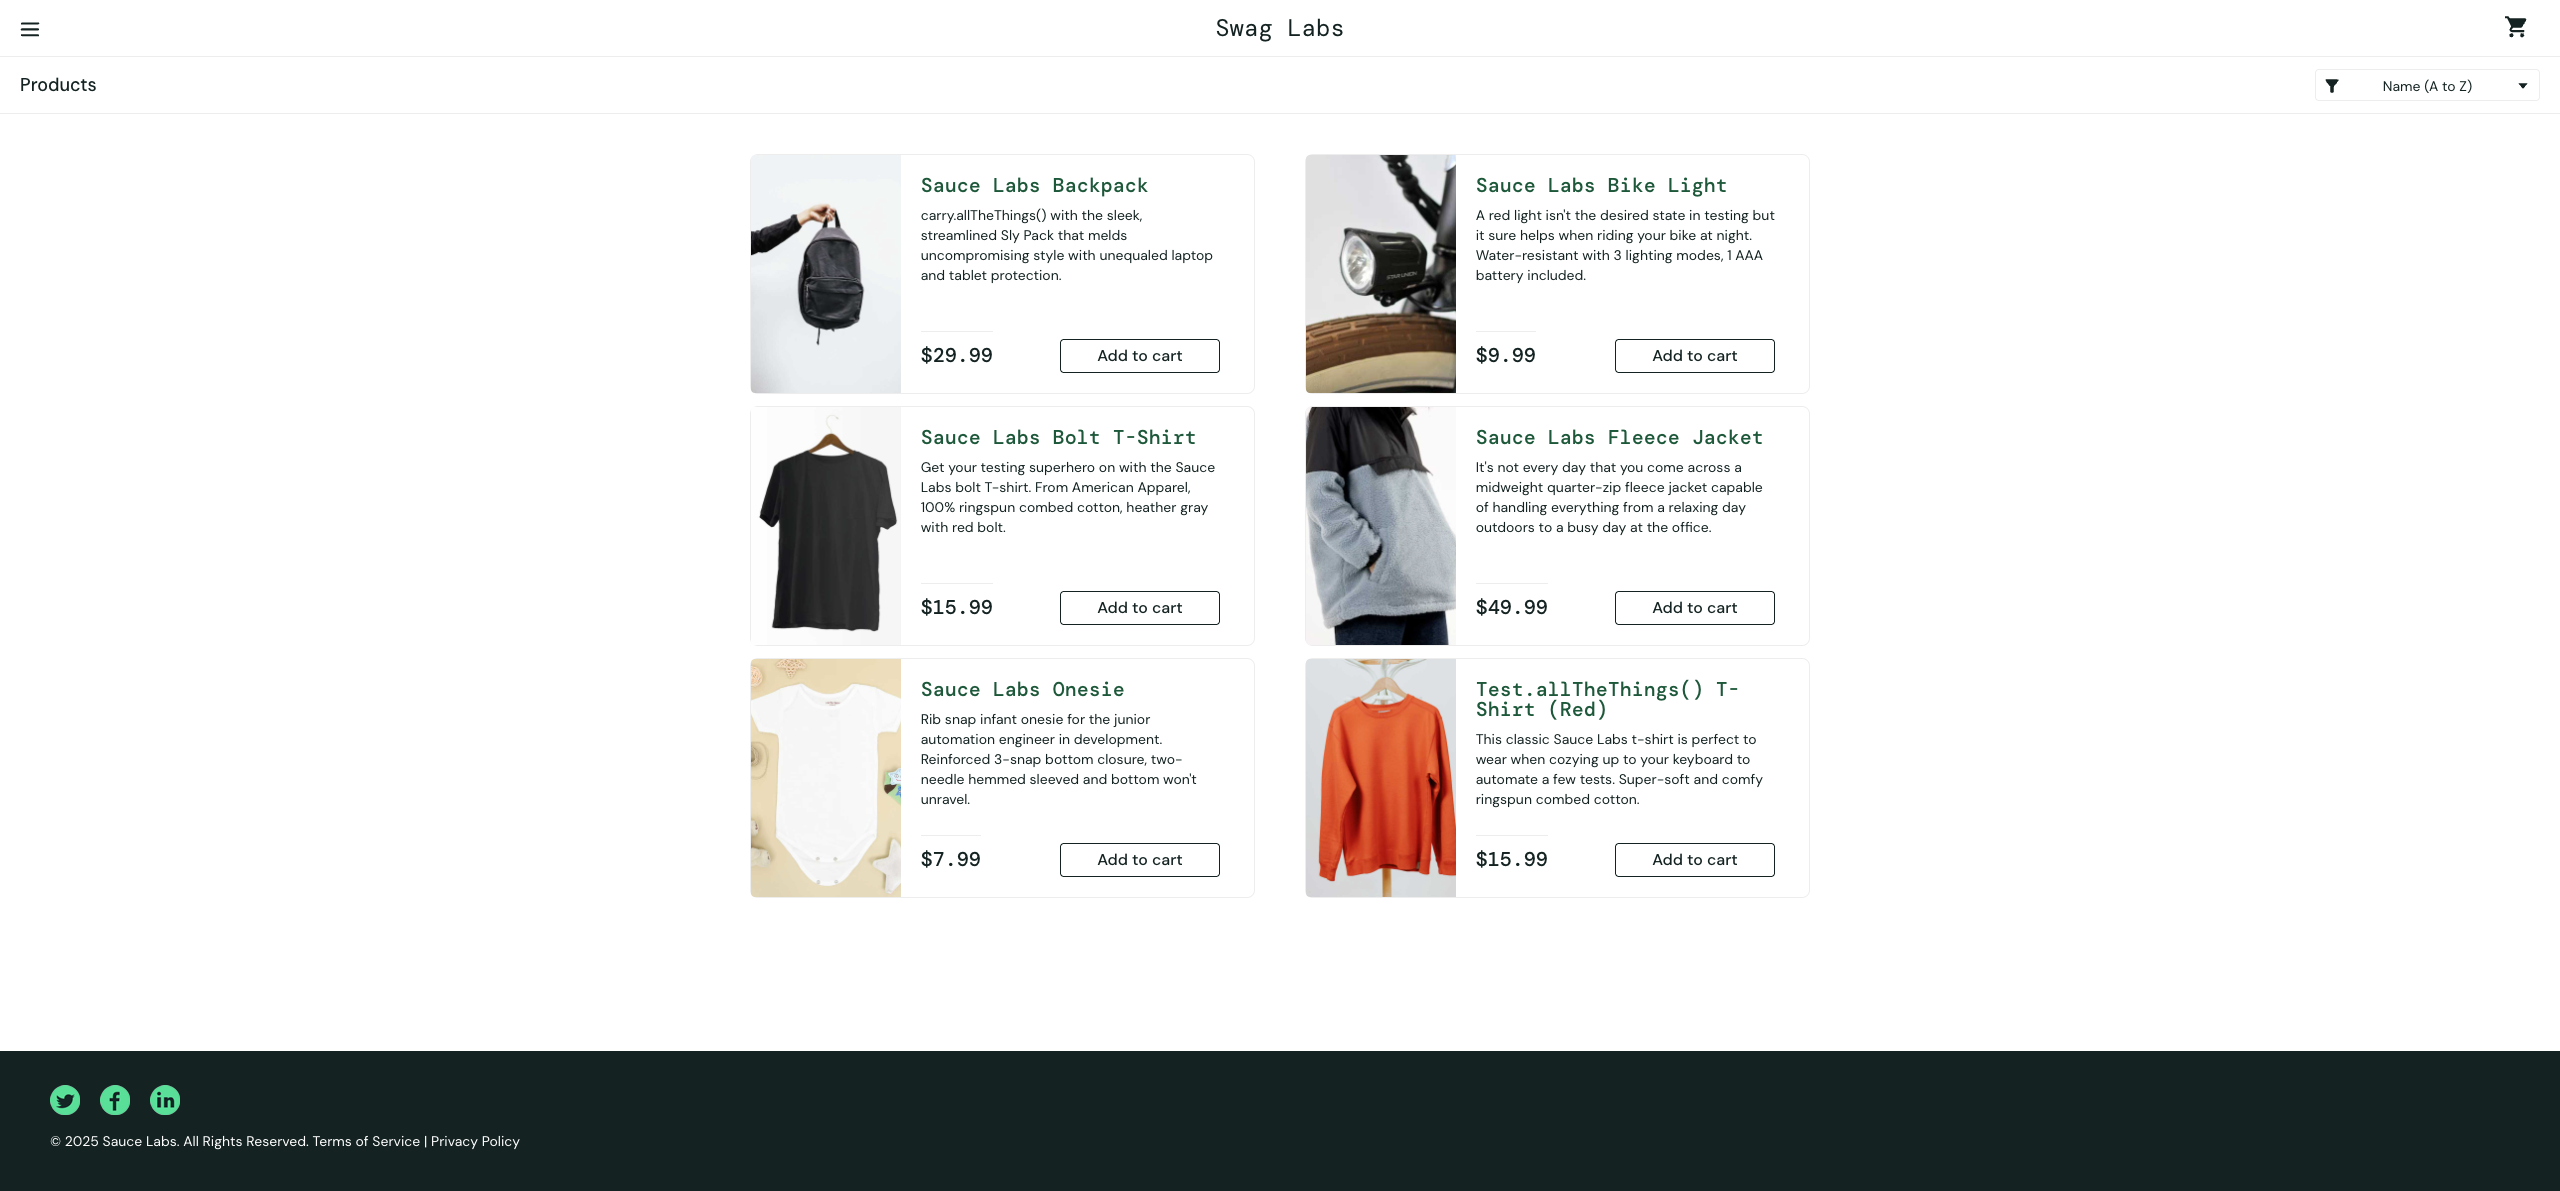 Swag Labs
Products
Name (A to Z)
Sauce Labs Backpack
carry.allTheThings() with the sleek,
streamlined Sly Pack that melds
uncompromising style with unequaled laptop
and tablet protection.
$29.99
Add to cart
Sauce Labs Bike Light
A red light isn't the desired state in testing but
it sure helps when riding your bike at night.
Water-resistant with 3 lighting modes, 1 AAA
battery included.
$9.99
Add to cart
Sauce Labs Bolt T-Shirt
Get your testing superhero on with the Sauce
Labs bolt T-shirt. From American Apparel,
100% ringspun combed cotton, heather gray
with red bolt.
$15.99
Add to cart
Sauce Labs Fleece Jacket
It's not every day that you come across a
midweight quarter-zip fleece jacket capable
of handling everything from a relaxing day
outdoors to a busy day at the office.
$49.99
Add to cart
Sauce Labs Onesie
Rib snap infant onesie for the junior
automation engineer in development.
Reinforced 3-snap bottom closure, two-
needle hemmed sleeved and bottom won't
unravel.
$7.99
Add to cart
Test.allTheThings() T-
Shirt (Red)
This classic Sauce Labs t-shirt is perfect to
wear when cozying up to your keyboard to
automate a few tests. Super-soft and comfy
ringspun combed cotton.
$15.99
Add to cart
© 2025 Sauce Labs. All Rights Reserved. Terms of Service | Privacy Policy